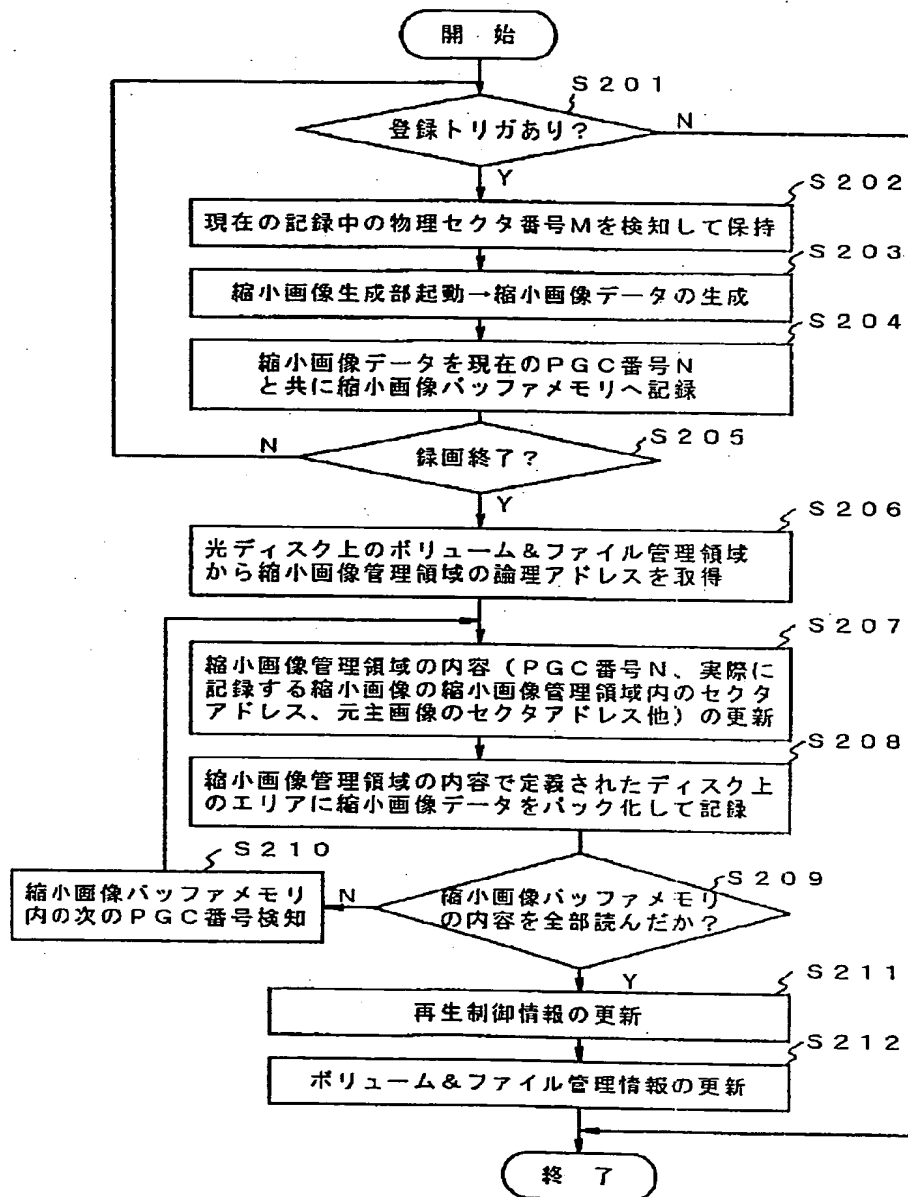 開 始
S201
登録トリガあり?
N
Y
S202
現在の記録中の物理セクタ番号Mを検知して保持
S203
縮小画像生成部起動→縮小画像データの生成
S204
縮小画像データを現在のPGC番号N
と共に縮小画像バッファメモリへ記録
S205
N
録画終了?
Y
S206
光ディスク上のボリューム&ファイル管理領域
から縮小画像管理領域の論理アドレスを取得
S207
縮小画像管理領域の内容(PGC番号N、実際に
記録する縮小画像の縮小画像管理領域内のセクタ
アドレス、元主画像のセクタアドレス他)の更新
S208
縮小画像管理領域の内容で定義されたディスク上
のエリアに縮小画像データをパック化して記録
S210
縮小画像バッファメモリ
内の次のPGC番号検知
N
S209
縮小画像バッファメモリ
の内容を全部読んだか?
Y
S211
再生制御情報の更新
S212
ボリューム&ファイル管理情報の更新
終 了